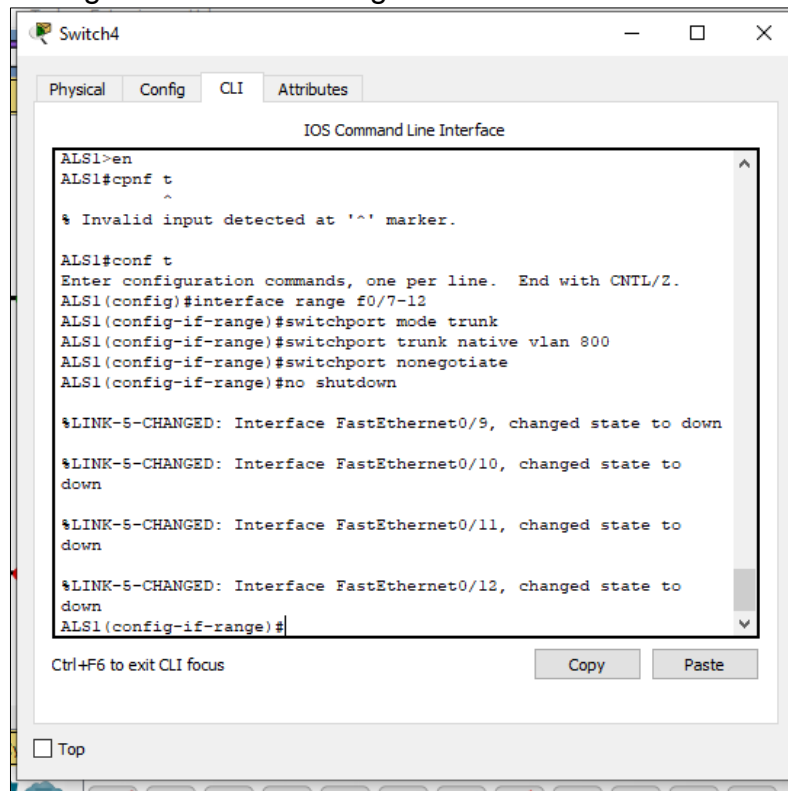 Switch4
Physical Config CLI Attributes
IOS Command Line Interface
ALS1>en
ALS1#cpnf t
^
% Invalid input detected at '^' marker.
ALS1#conf t
Enter configuration commands, one per line. End with CNTL/Z.
ALS1(config)#interface range f0/7-12
ALS1(config-if-range)#switchport mode trunk
ALS1(config-if-range)#switchport trunk native vlan 800
ALS1(config-if-range)#switchport nonegotiate
ALS1(config-if-range)#no shutdown
%LINK-5-CHANGED: Interface FastEthernet0/9, changed state to down
%LINK-5-CHANGED: Interface FastEthernet0/10, changed state to
down
%LINK-5-CHANGED: Interface FastEthernet0/11, changed state to
down
%LINK-5-CHANGED: Interface FastEthernet0/12, changed state to
down
ALS1(config-if-range)#
Ctrl+F6 to exit CLI focus Copy Paste
Top